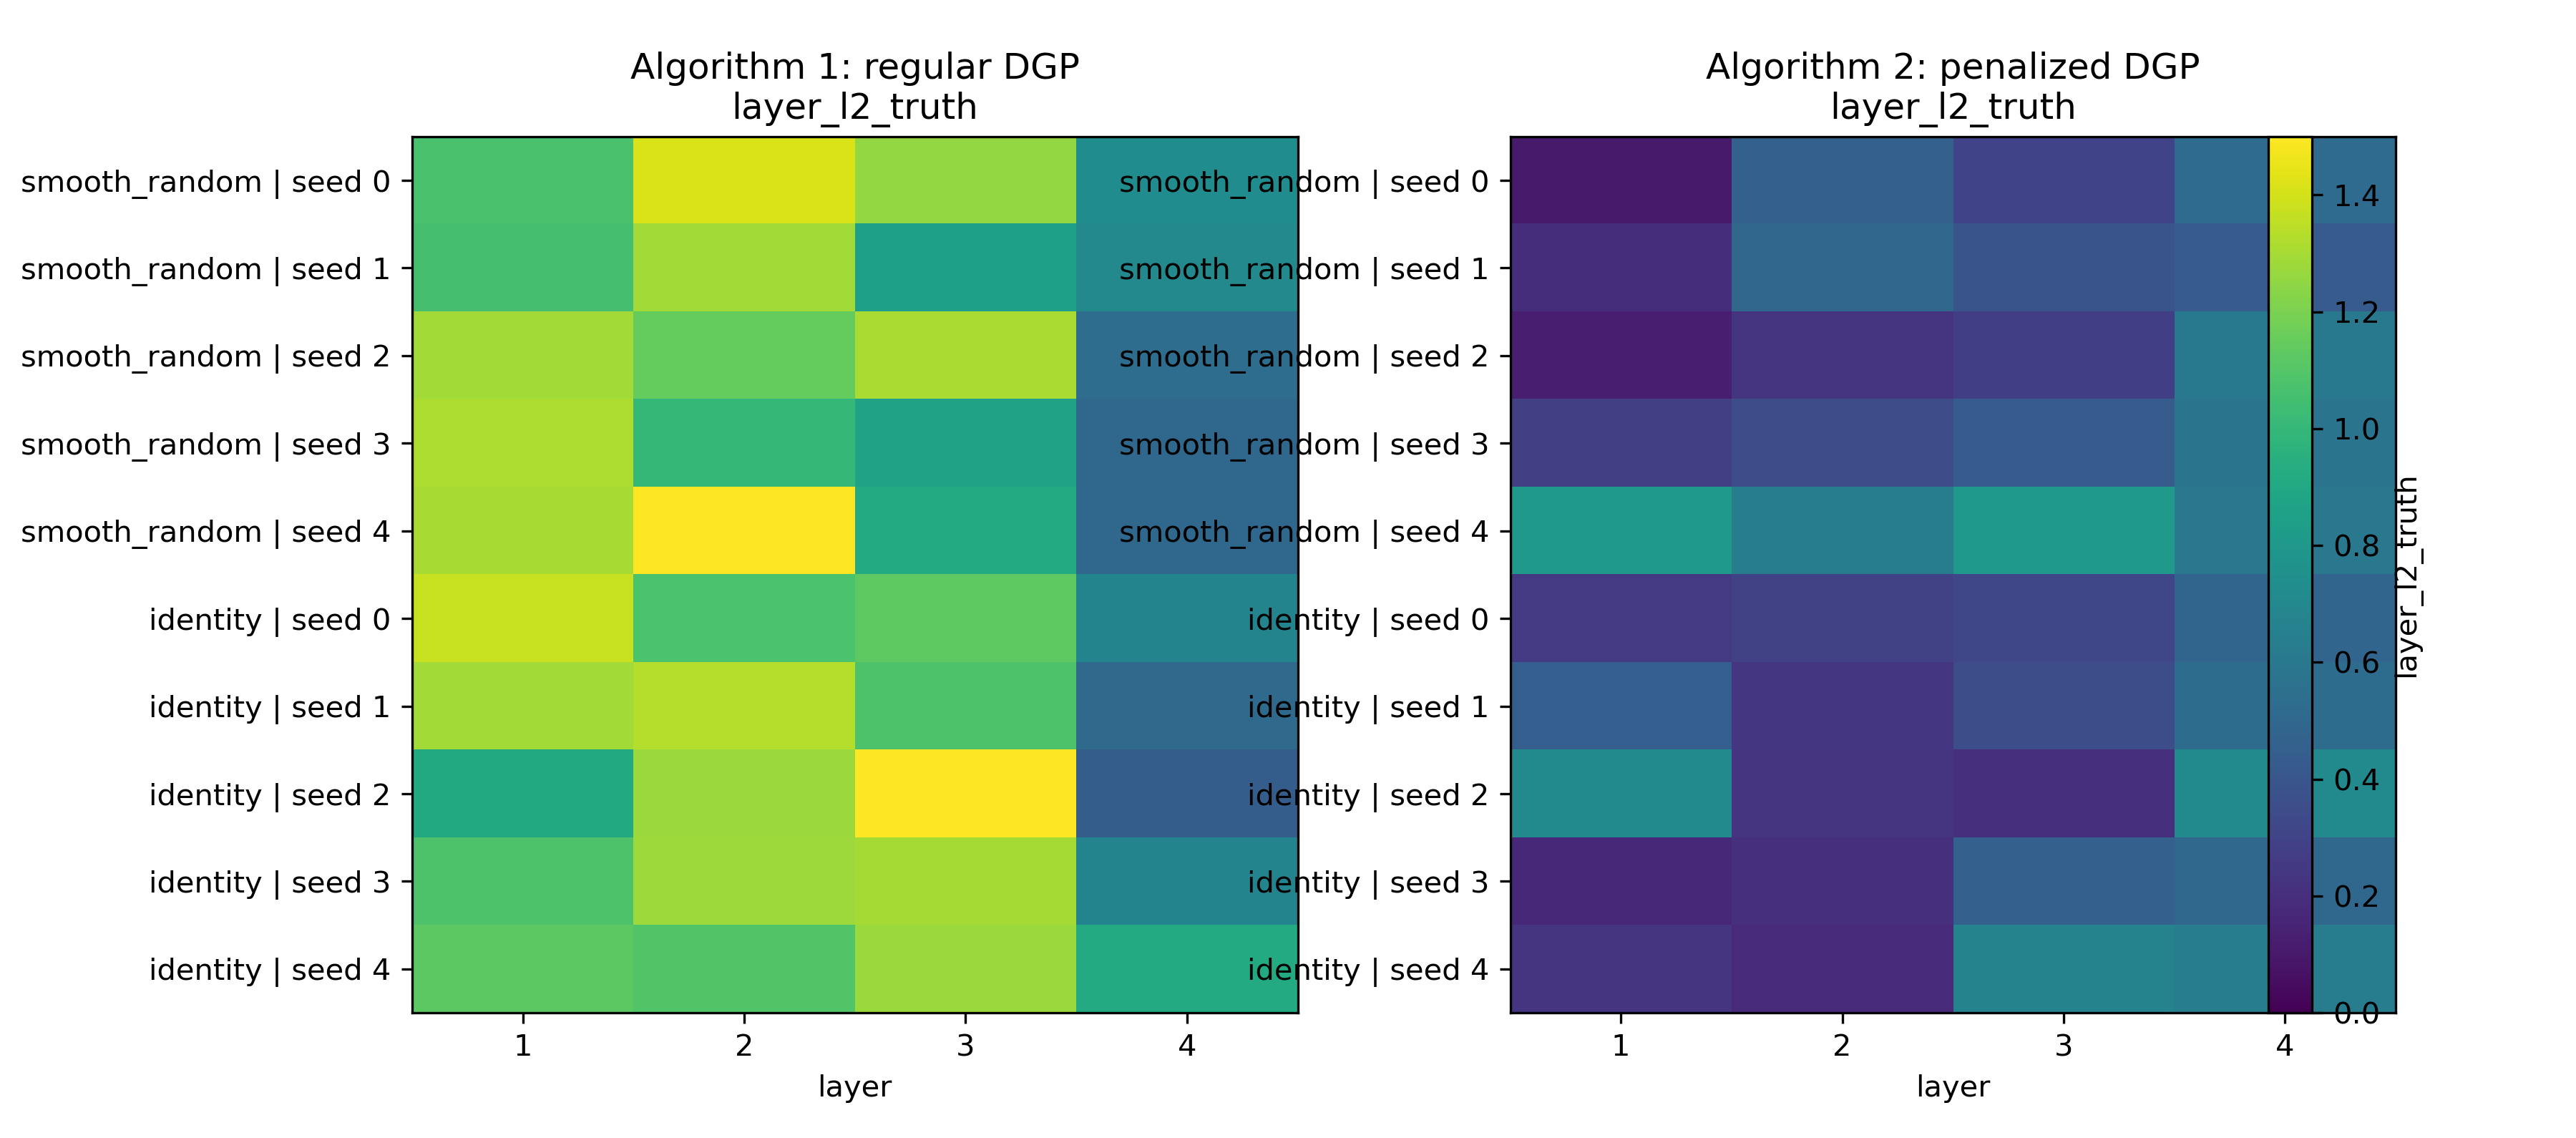 Algorithm 1: regular DGP
layer_l2_truth
smooth_random | seed 0
smooth_random | seed 1
smooth_random | seed 2
smooth_random | seed 3
smooth_random | seed 4
identity | seed 0
identity | seed 1
identity | seed 2
identity | seed 3
identity | seed 4
1 2 3 4
layer
Algorithm 2: penalized DGP
layer_l2_truth
smooth_random | seed 0
smooth_random | seed 1
smooth_random | seed 2
smooth_random | seed 3
smooth_random | seed 4
identity | seed 0
identity | seed 1
identity | seed 2
identity | seed 3
identity | seed 4
1 2 3 4
layer
1.4
1.2
1.0
0.8
0.6
0.4
0.2
0.0
layer_l2_truth